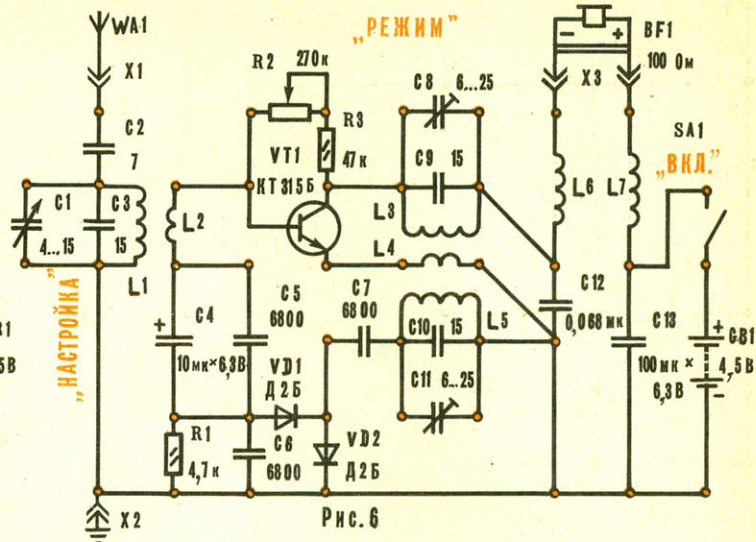 WA1
„РЕЖИМ”
BF1
- +
X1
R2
270к
C8
6...25
X3
100 Ом
C2
7
R3
47к
SA1
„ВКЛ.”
VT1
КТ315Б
C9
15
C1
4...15
C3
15
L2
L3
L6
L7
L1
L4
„НАСТРОЙКА”
C4
+
10мк×6,3В
C5
6800
C7
6800
L5
C10
15
C12
0,068 мк
C13
100мк×
6,3В
+
GB1
4,5В
-
VD1
Д2Б
C11
6...25
R1
4,7к
C6
6800
VD2
Д2Б
X2
Рис.6